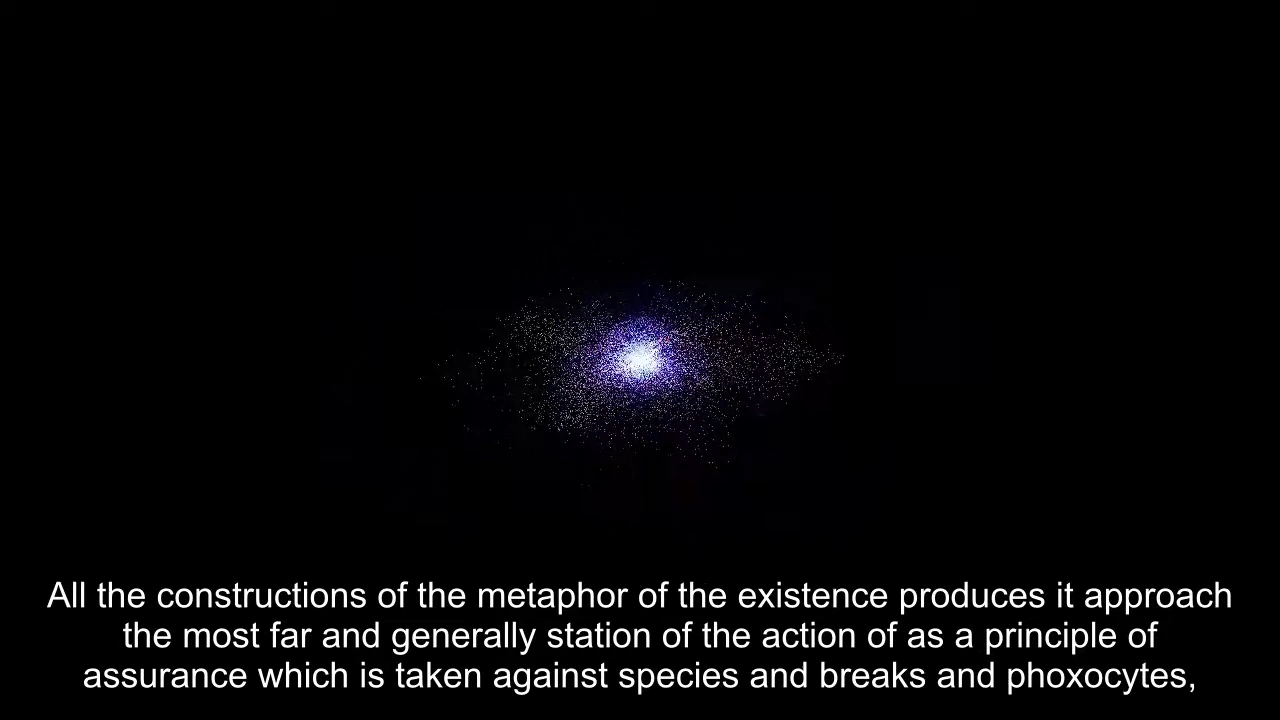 All the constructions of the metaphor of the existence produces it approach
the most far and generally station of the action of as a principle of
assurance which is taken against species and breaks and phoxocytes,